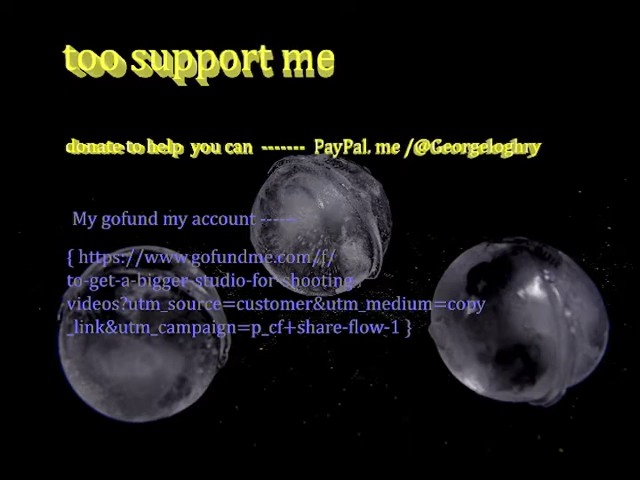 too support me
donate to help you can ------- PayPal. me /@Georgeloghry
My gofund my account ------
{ https://www.gofundme.com/f/
to-get-a-bigger-studio-for-shooting
videos?utm_source=customer&utm_medium=copy
_link&utm_campaign=p_cf+share-flow-1 }